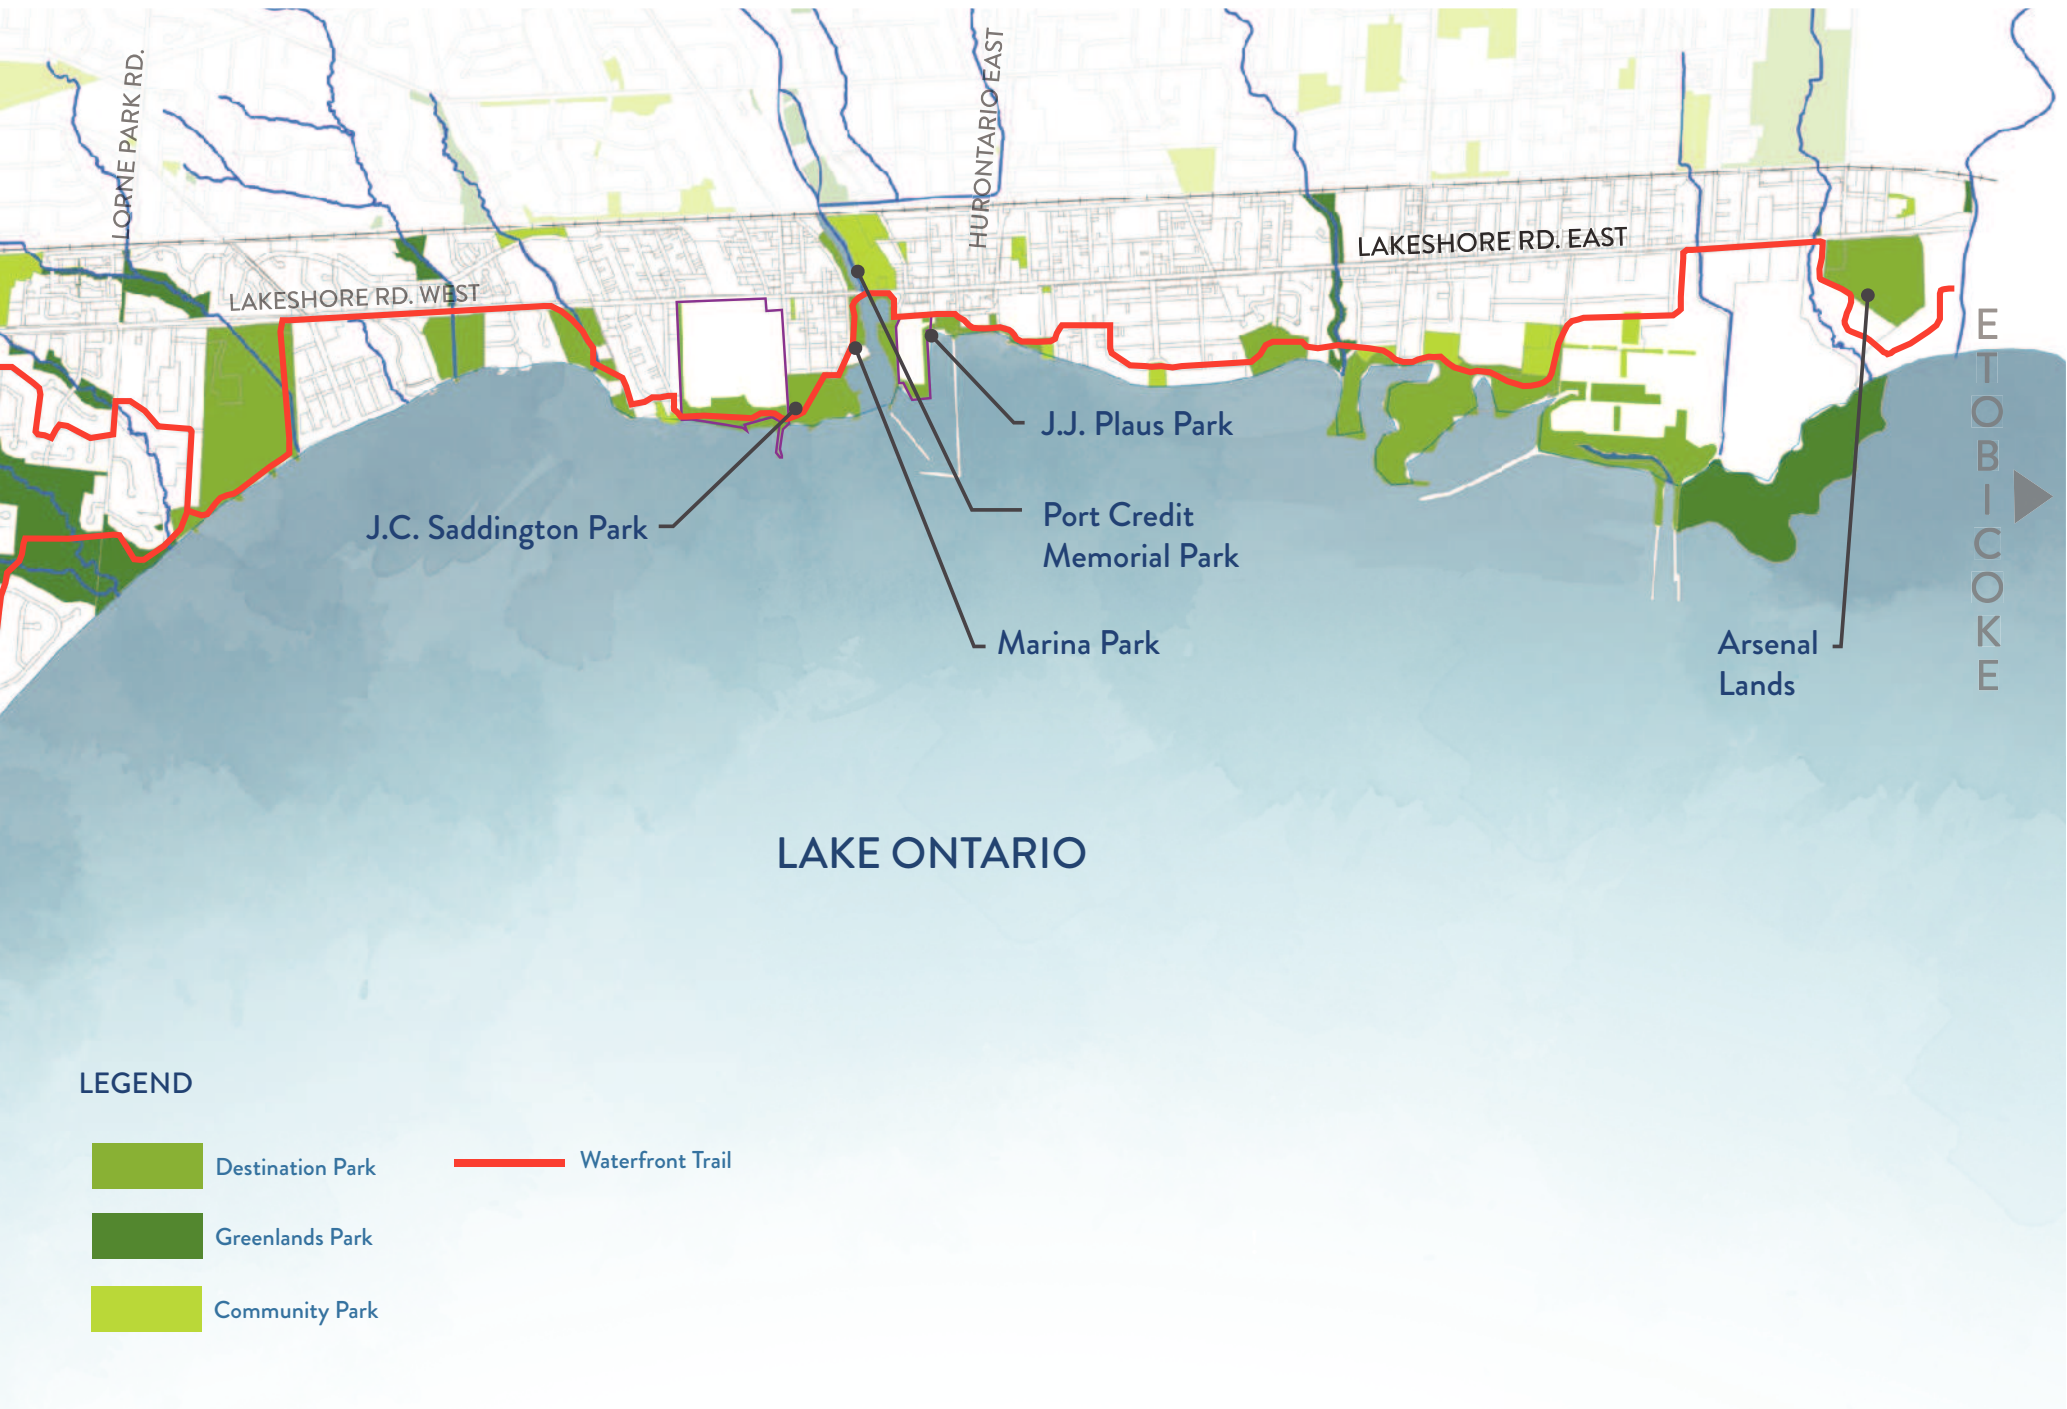 LORNE PARK RD.
HURONTARIO EAST
LAKESHORE RD. EAST
LAKESHORE RD. WEST
ETOBICOKE
J.J. Plaus Park
J.C. Saddington Park
Port Credit
Memorial Park
Marina Park
Arsenal
Lands
LAKE ONTARIO
LEGEND
Destination Park
Waterfront Trail
Greenlands Park
Community Park